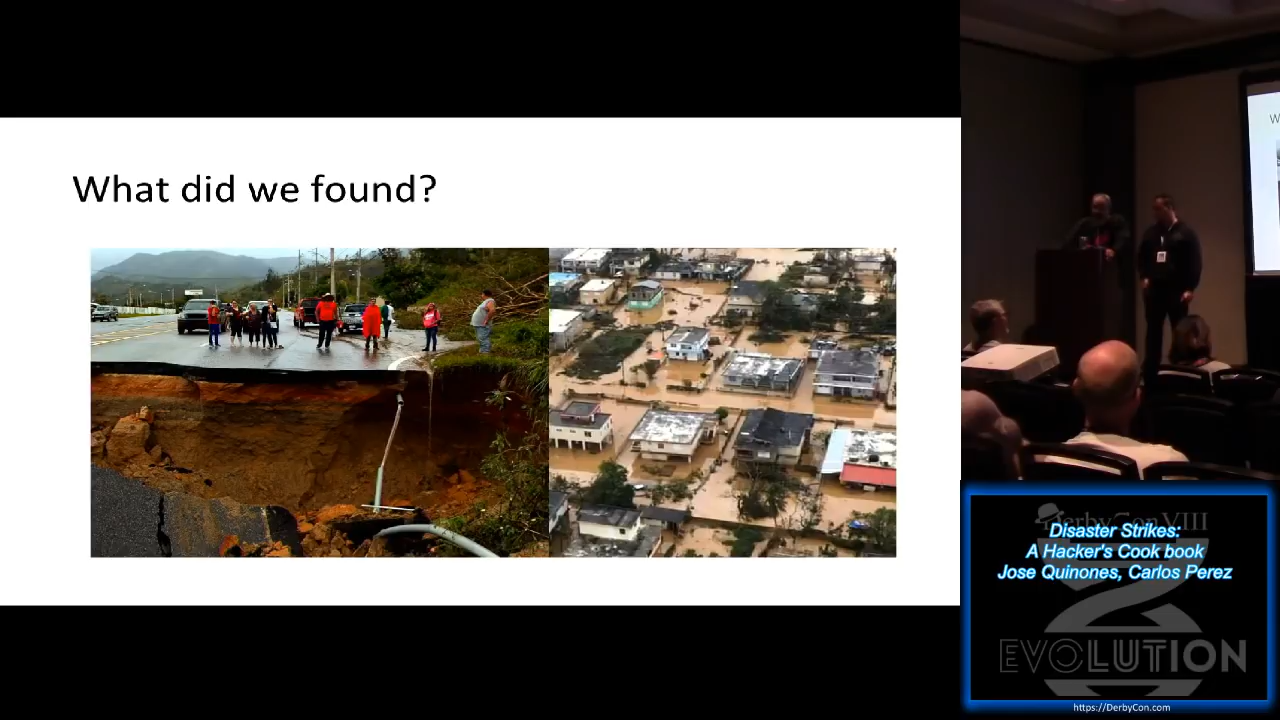 What did we found?
W
DerbyCon VIII
Disaster Strikes:
A Hacker's Cook book
Jose Quinones, Carlos Perez
EVOLUTION
https://DerbyCon.com